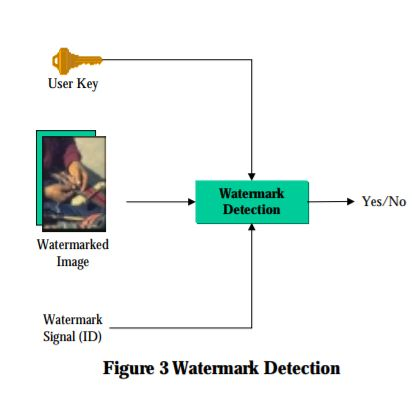 User Key
Watermark
Detection
Yes/No
Watermarked
Image
Watermark
Signal (ID)
Figure 3 Watermark Detection